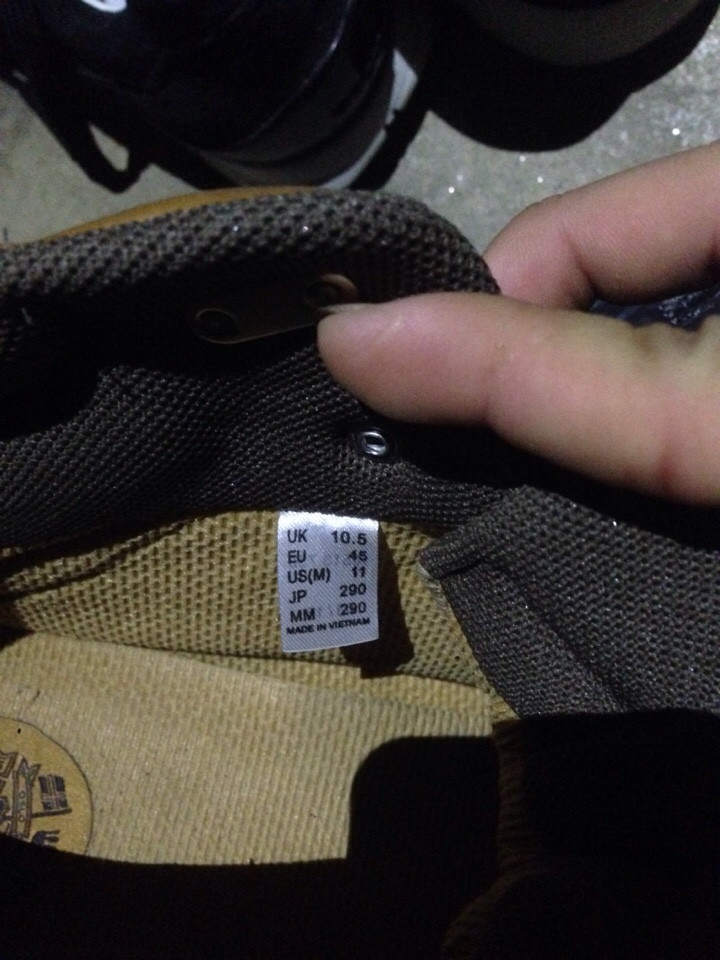 UK 10.5
EU 45
US(M) 11
JP 290
MM 290
MADE IN VIETNAM